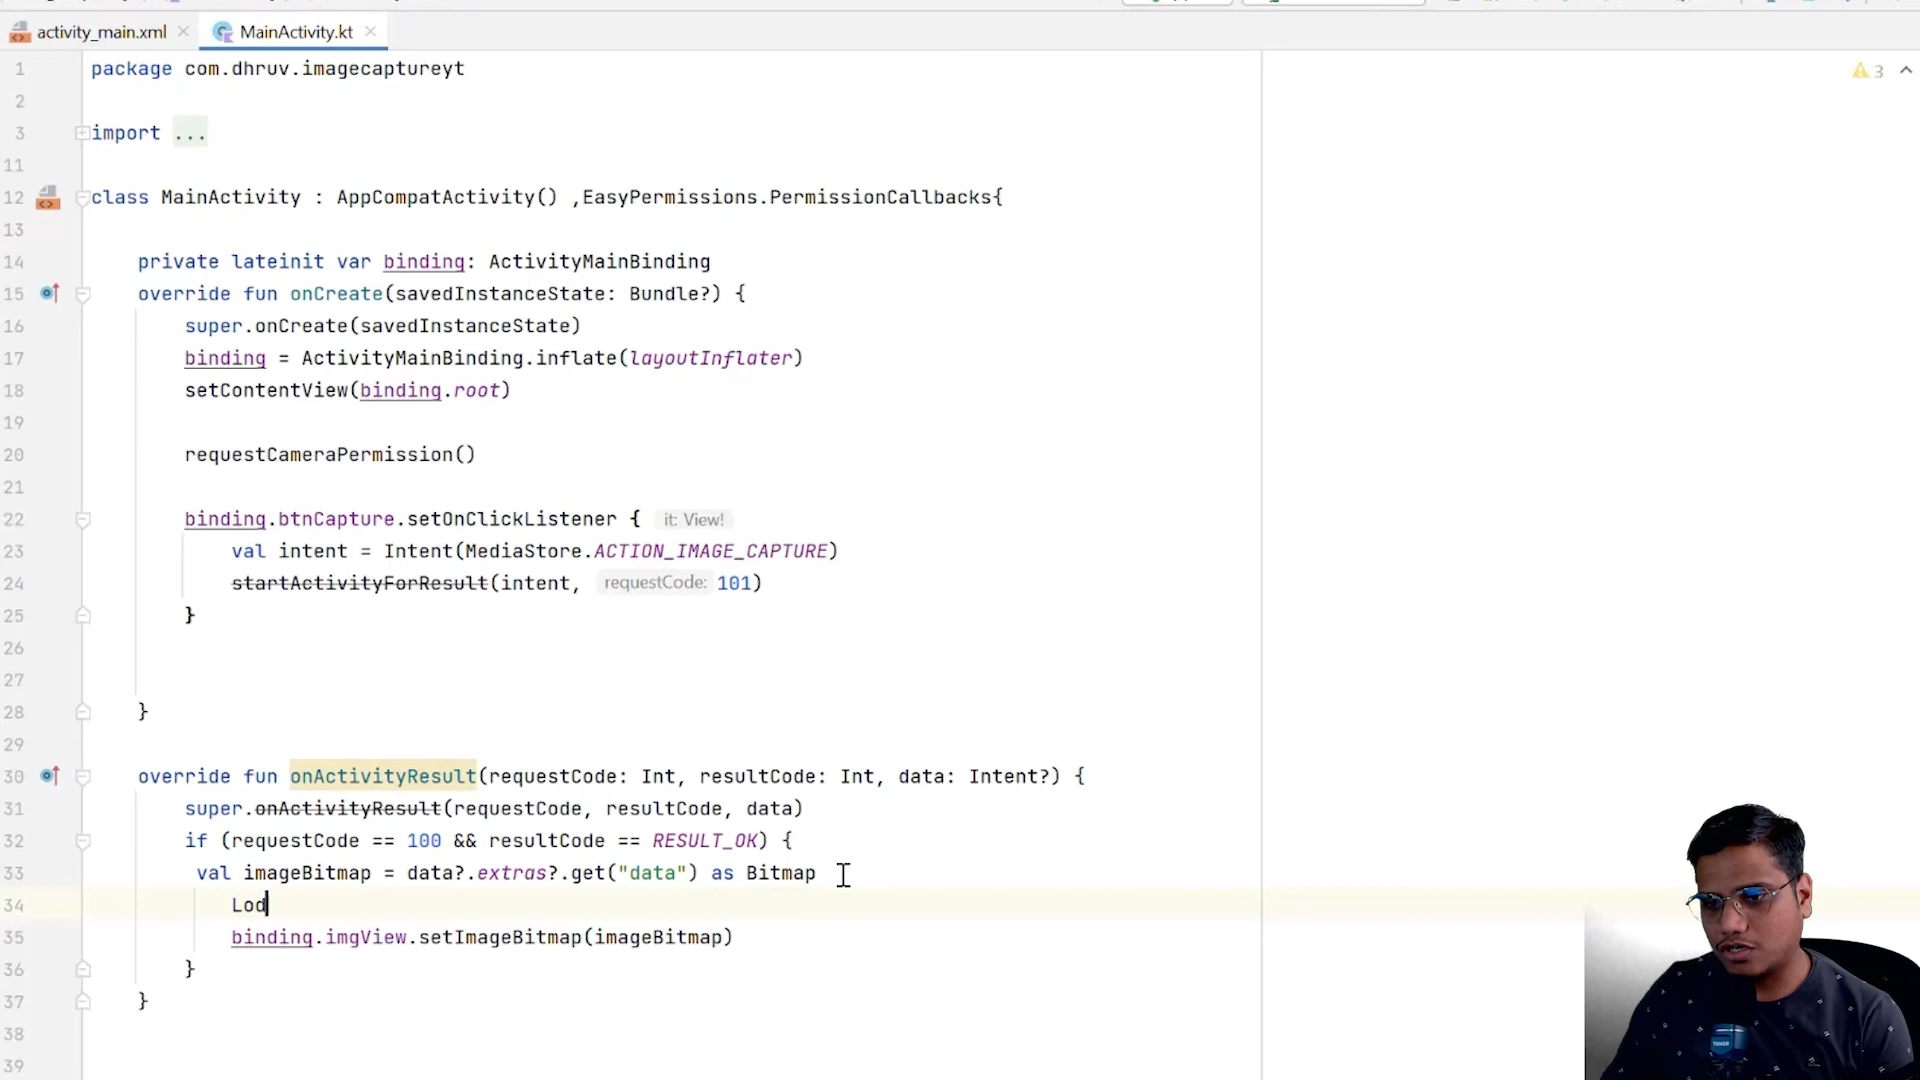 activity_main.xml
MainActivity.kt
1 package com.dhruv.imagecaptureyt
3
2
3 import ...
11
12 class MainActivity : AppCompatActivity() ,EasyPermissions.PermissionCallbacks{
13
14 private lateinit var binding: ActivityMainBinding
15 override fun onCreate(savedInstanceState: Bundle?) {
16 super.onCreate(savedInstanceState)
17 binding = ActivityMainBinding.inflate(layoutInflater)
18 setContentView(binding.root)
19
20 requestCameraPermission()
21
22 binding.btnCapture.setOnClickListener { it: View!
23 val intent = Intent(MediaStore.ACTION_IMAGE_CAPTURE)
24 startActivityForResult(intent, requestCode: 101)
25 }
26
27
28 }
29
30 override fun onActivityResult(requestCode: Int, resultCode: Int, data: Intent?) {
31 super.onActivityResult(requestCode, resultCode, data)
32 if (requestCode == 100 && resultCode == RESULT_OK) {
33 val imageBitmap = data?.extras?.get("data") as Bitmap
34 Lod
35 binding.imgView.setImageBitmap(imageBitmap)
36 }
37 }
38
39